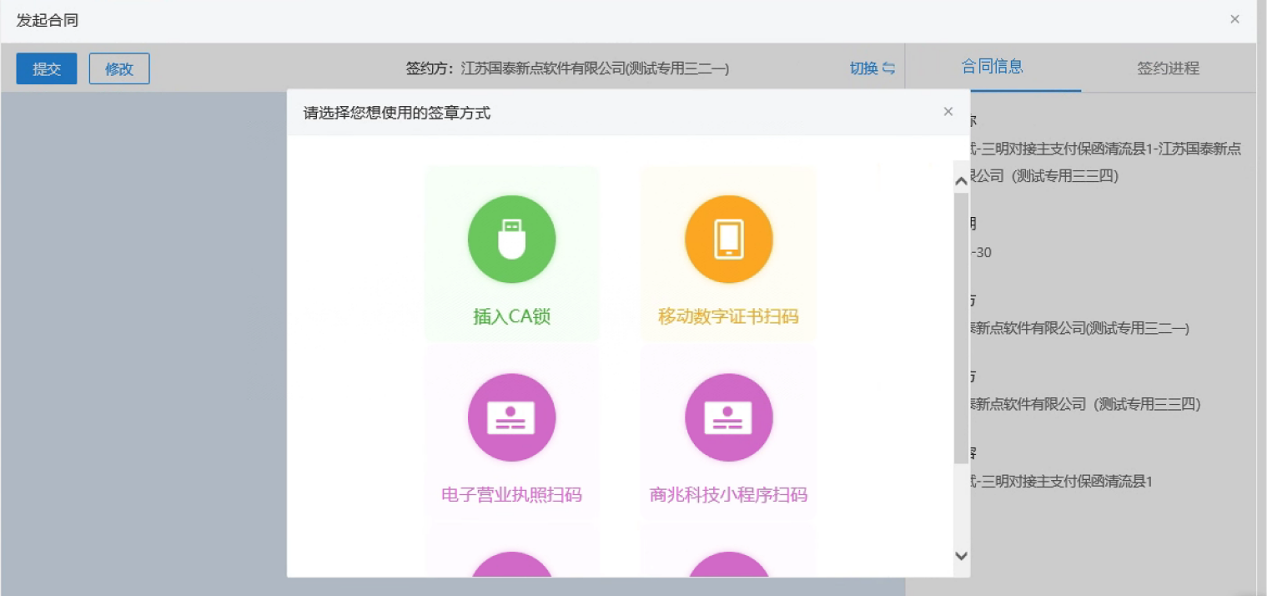 发起合同
提交
修改
签约方：江苏国泰新点软件有限公司(测试专用三二一)
切换
合同信息
签约进程
请选择您想使用的签章方式
插入CA锁
移动数字证书扫码
电子营业执照扫码
商兆科技小程序扫码
-三明对接主支付保函清流县1-江苏国泰新点
限公司（测试专用三三四)
-30
泰新点软件有限公司(测试专用三二一)
泰新点软件有限公司（测试专用三三四)
-三明对接主支付保函清流县1